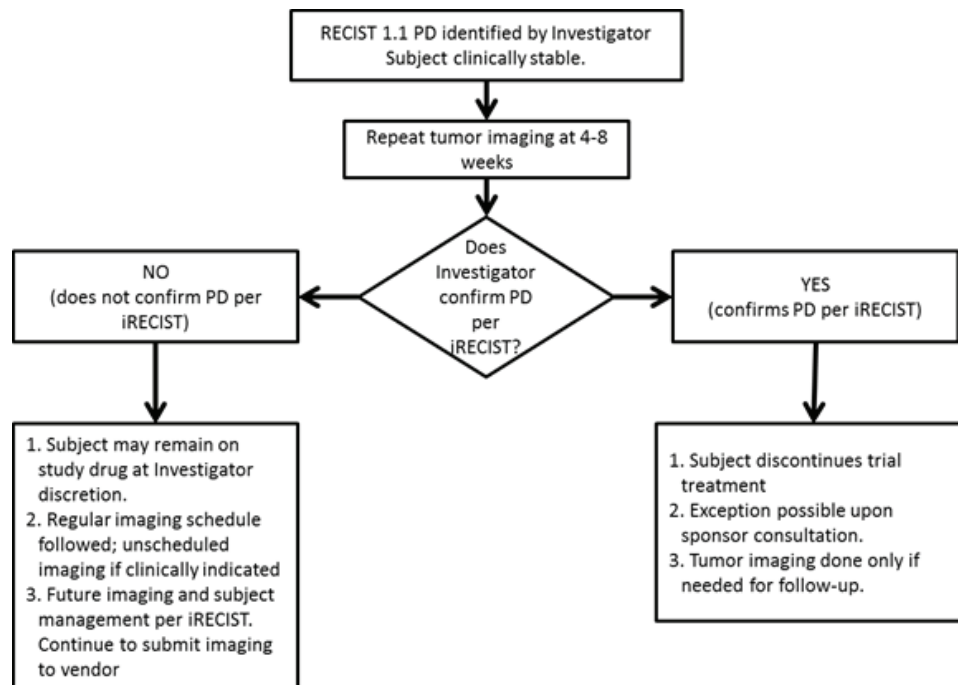 RECIST 1.1 PD identified by Investigator
Subject clinically stable.
Repeat tumor imaging at 4-8
weeks
Does
Investigator
confirm PD
per
iRECIST?
NO
(does not confirm PD per
iRECIST)
YES
(confirms PD per iRECIST)
1. Subject may remain on
study drug at Investigator
discretion.
2. Regular imaging schedule
followed; unscheduled
imaging if clinically indicated
3. Future imaging and subject
management per iRECIST.
Continue to submit imaging
to vendor
1. Subject discontinues trial
treatment
2. Exception possible upon
sponsor consultation.
3. Tumor imaging done only if
needed for follow-up.